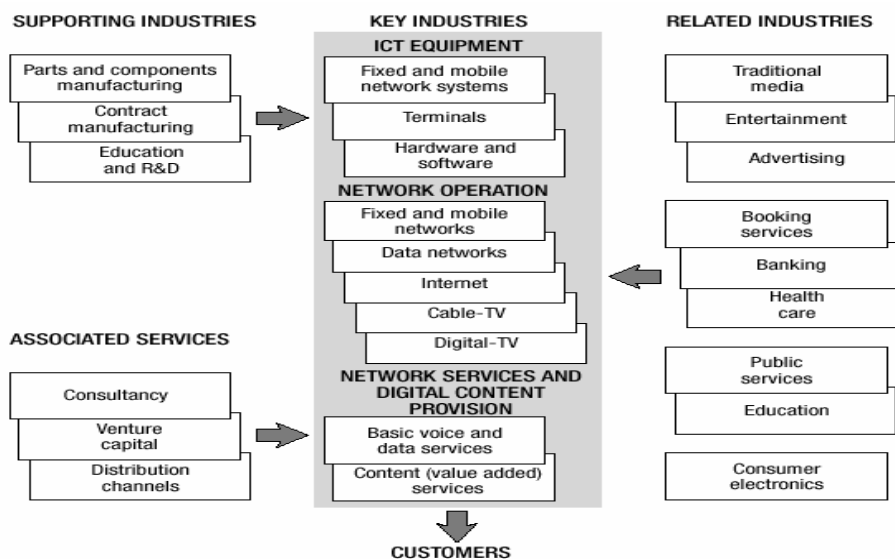 SUPPORTING INDUSTRIES
Parts and components
manufacturing
Contract
manufacturing
Education
and R&D
ASSOCIATED SERVICES
Consultancy
Venture
capital
Distribution
channels
KEY INDUSTRIES
ICT EQUIPMENT
Fixed and mobile
network systems
Terminals
Hardware and
software
NETWORK OPERATION
Fixed and mobile
networks
Data networks
Internet
Cable-TV
Digital-TV
NETWORK SERVICES AND
DIGITAL CONTENT
PROVISION
Basic voice and
data services
Content (value added)
services
CUSTOMERS
RELATED INDUSTRIES
Traditional
media
Entertainment
Advertising
Booking
services
Banking
Health
care
Public
services
Education
Consumer
electronics